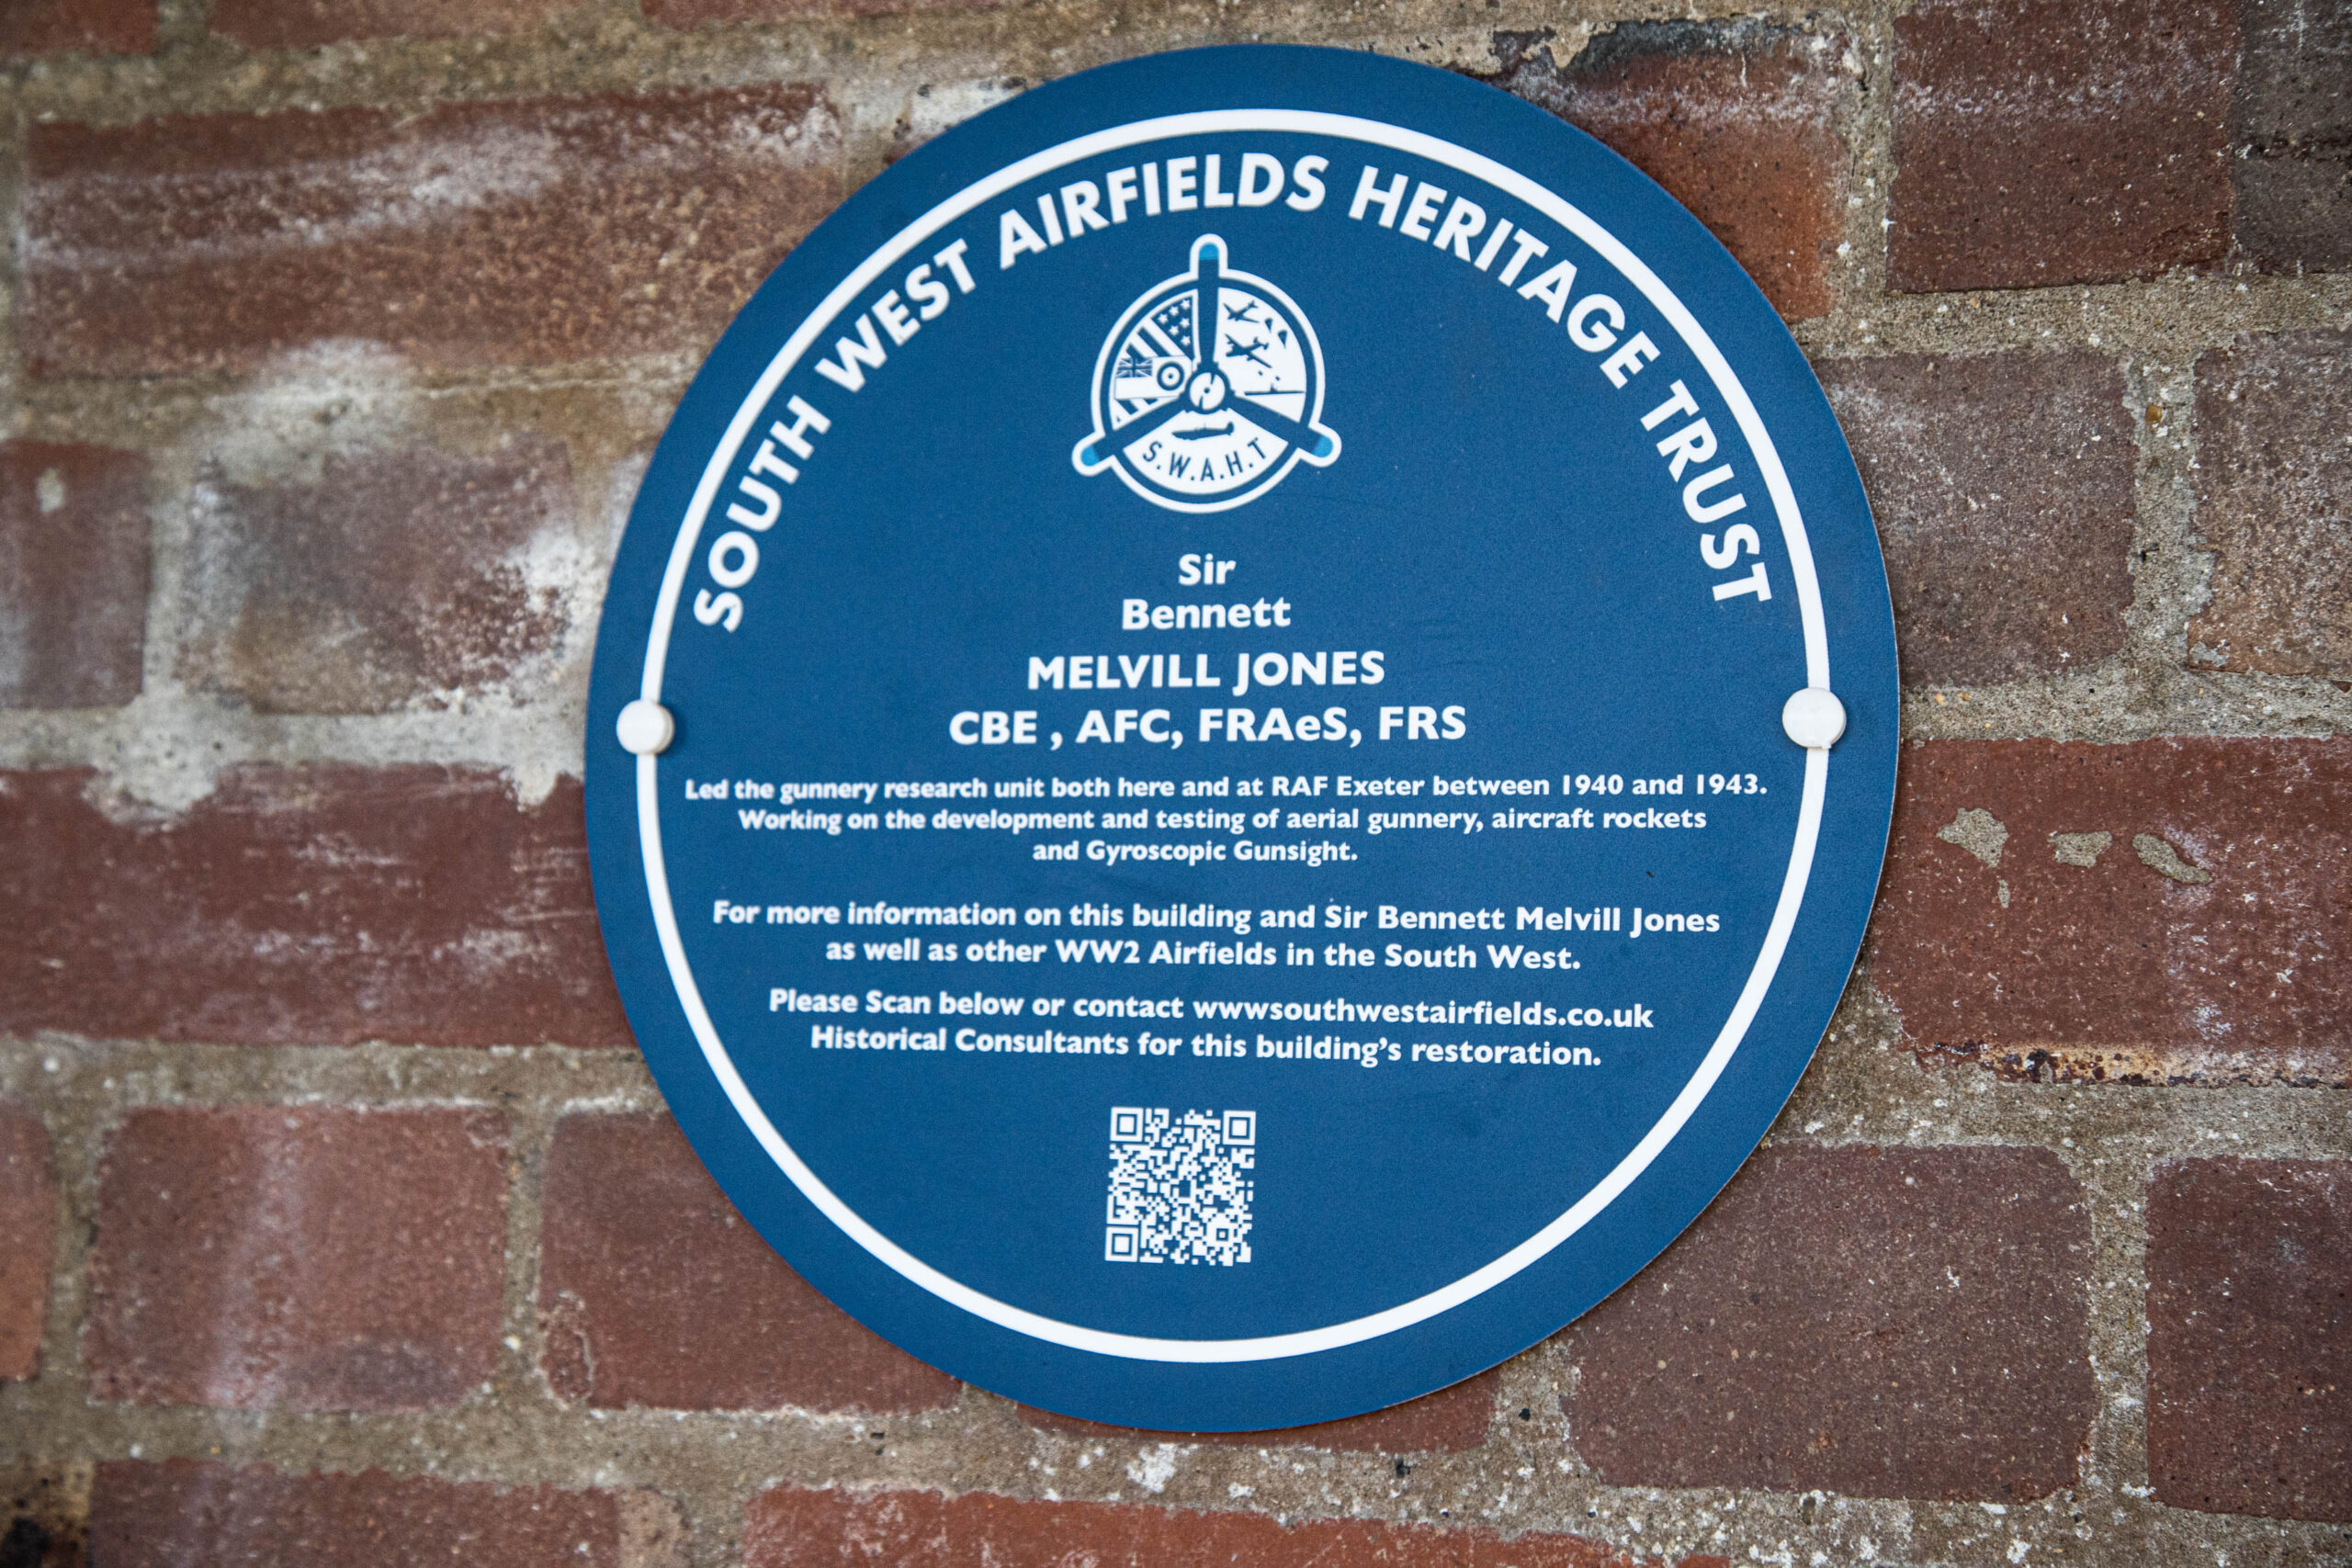 SOUTH WEST AIRFIELDS HERITAGE TRUST
S.W.A.H.T
Sir
Bennett
MELVILL JONES
CBE , AFC, FRAeS, FRS
Led the gunnery research unit both here and at RAF Exeter between 1940 and 1943.
Working on the development and testing of aerial gunnery, aircraft rockets
and Gyroscopic Gunsight.
For more information on this building and Sir Bennett Melvill Jones
as well as other WW2 Airfields in the South West.
Please Scan below or contact wwwsouthwestairfields.co.uk
Historical Consultants for this building’s restoration.